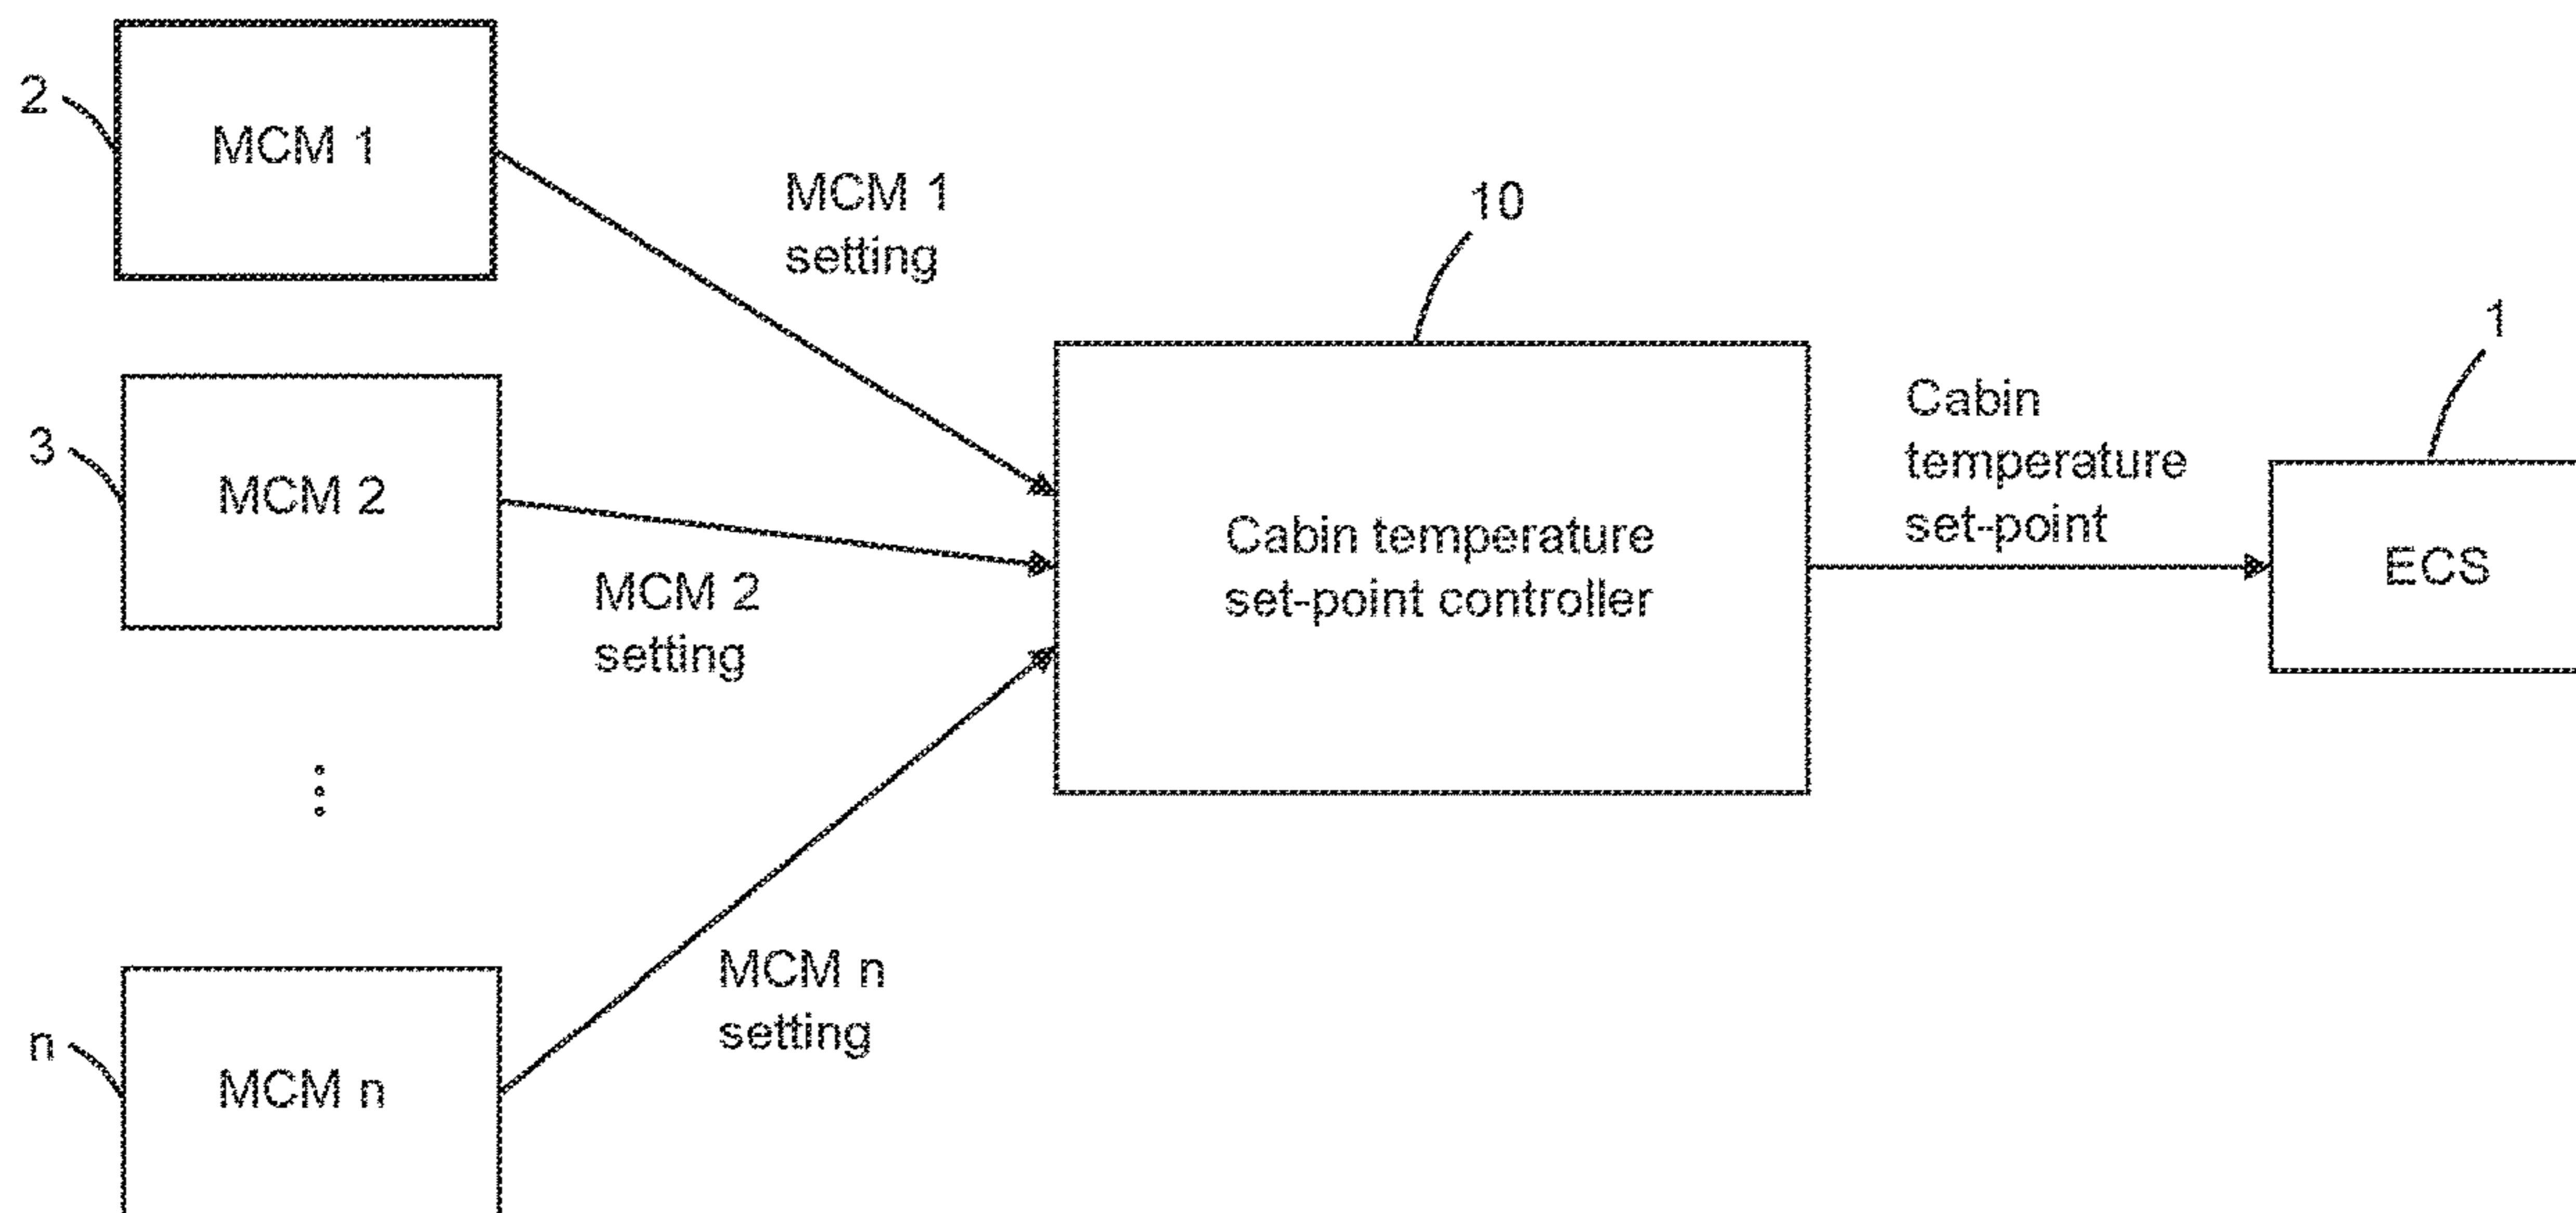 2
MCM 1
MCM 1
setting
10
1
3
MCM 2
MCM 2
setting
Cabin temperature
set-point controller
Cabin
temperature
set-point
ECS
n
MCM n
MCM n
setting